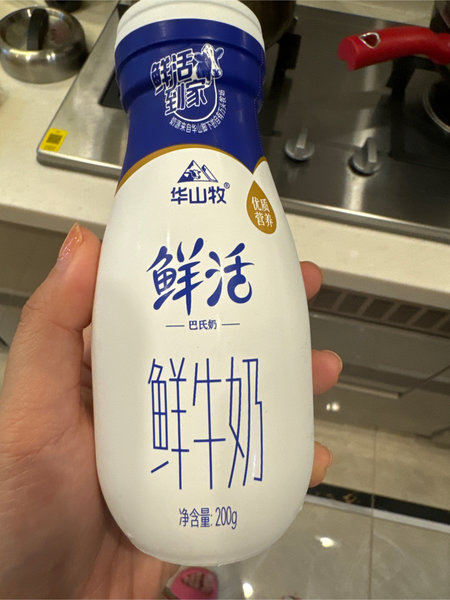 鲜活
到家
华山牧®
优质
营养
鲜活
巴氏奶
鲜牛奶
净含量: 200g